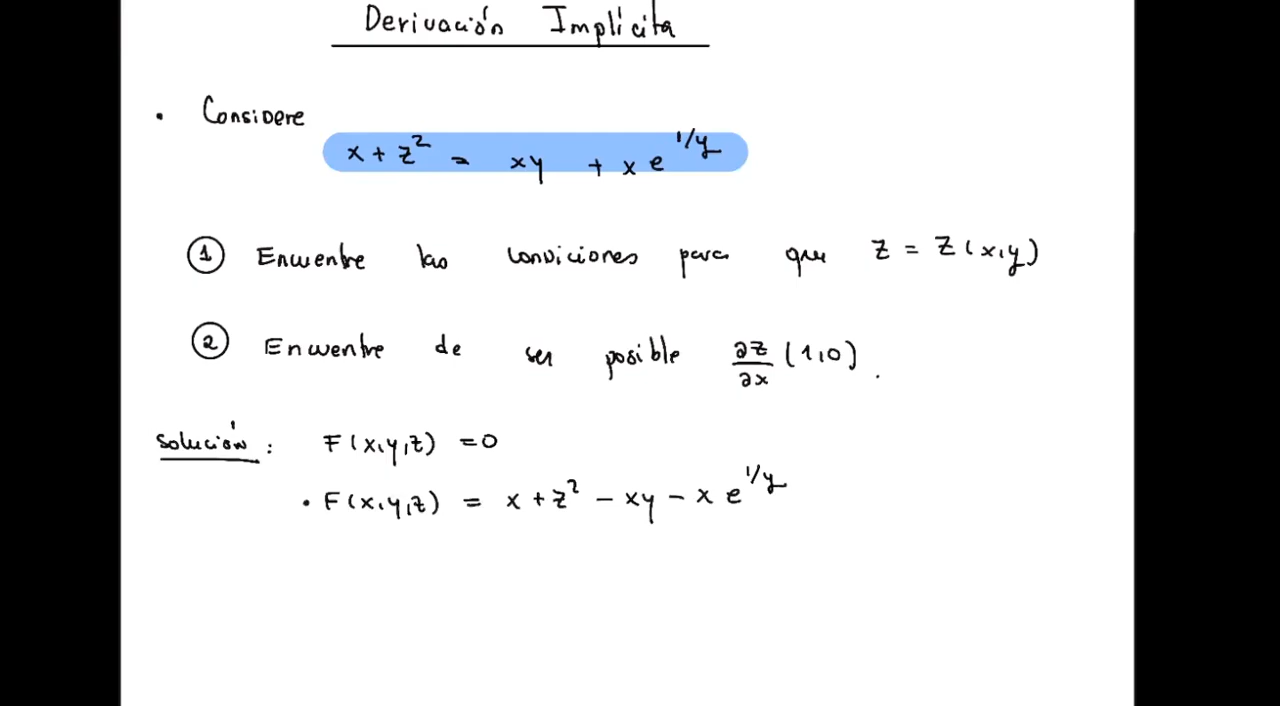 Derivación Implícita
• Considere
x + z² = xy + x e^{1/y}
① Encuentre las condiciones para que z = z(x,y)
② Encuentre de ser posible ∂z/∂x (1,0).
Solución: F(x,y,z) = 0
• F(x,y,z) = x + z² - xy - x e^{1/y}